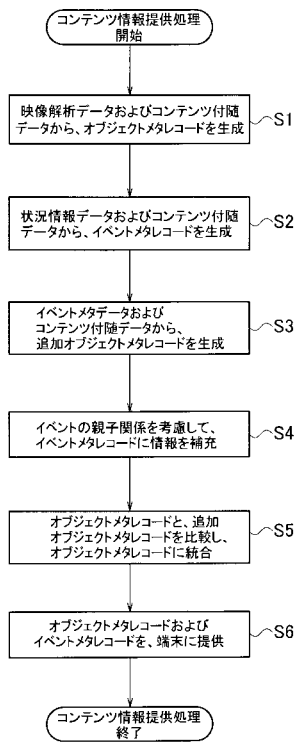 コンテンツ情報提供処理
開始
映像解析データおよびコンテンツ付随
データから、オブジェクトメタレコードを生成
S1
状況情報データおよびコンテンツ付随
データから、イベントメタレコードを生成
S2
イベントメタデータおよび
コンテンツ付随データから、
追加オブジェクトメタレコードを生成
S3
イベントの親子関係を考慮して、
イベントメタレコードに情報を補充
S4
オブジェクトメタレコードと、追加
オブジェクトメタレコードを比較し、
オブジェクトメタレコードに統合
S5
オブジェクトメタレコードおよび
イベントメタレコードを、端末に提供
S6
コンテンツ情報提供処理
終了